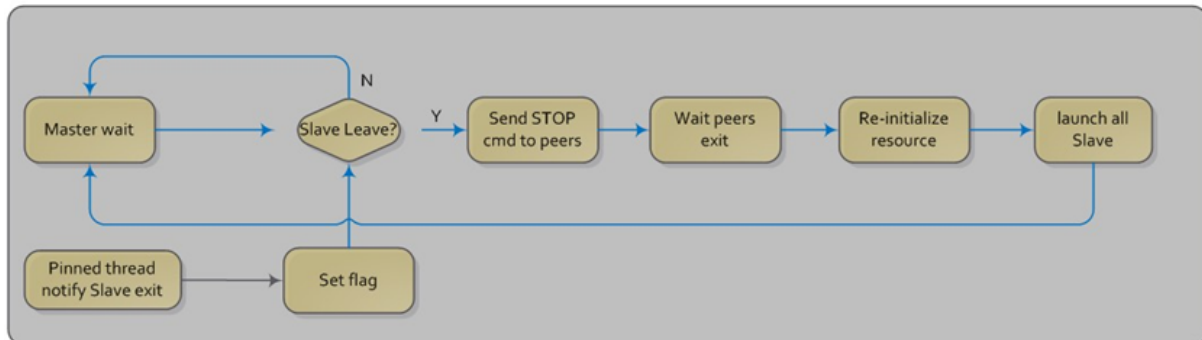 N
Master wait
Slave Leave?
Y
Send STOP
cmd to peers
Wait peers
exit
Re-initialize
resource
launch all
Slave
Pinned thread
notify Slave exit
Set flag